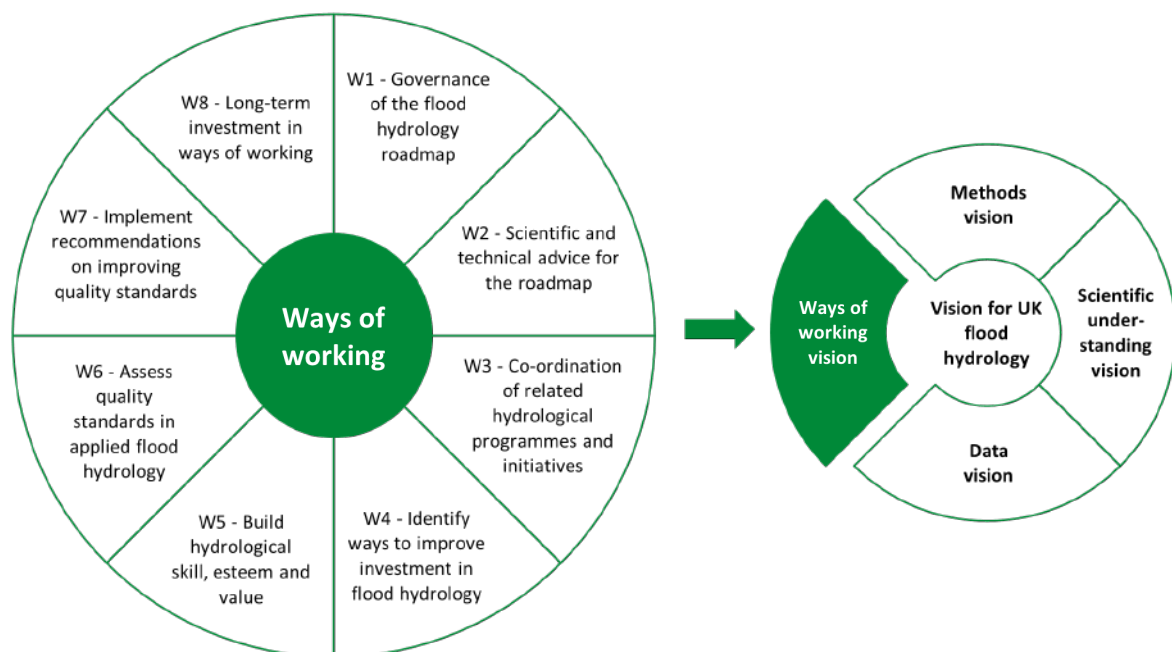 W1 - Governance
of the flood
hydrology
roadmap
W2 - Scientific and
technical advice for
the roadmap
W3 - Co-ordination
of related
hydrological
programmes and
initiatives
W4 - Identify
ways to improve
investment in
flood hydrology
W5 - Build
hydrological
skill, esteem and
value
W6 - Assess
quality
standards in
applied flood
hydrology
W7 - Implement
recommendations
on improving
quality standards
W8 - Long-term
investment in
ways of working
Ways of
working
Methods
vision
Ways of
working
vision
Vision for UK
flood
hydrology
Scientific
under-
standing
vision
Data
vision